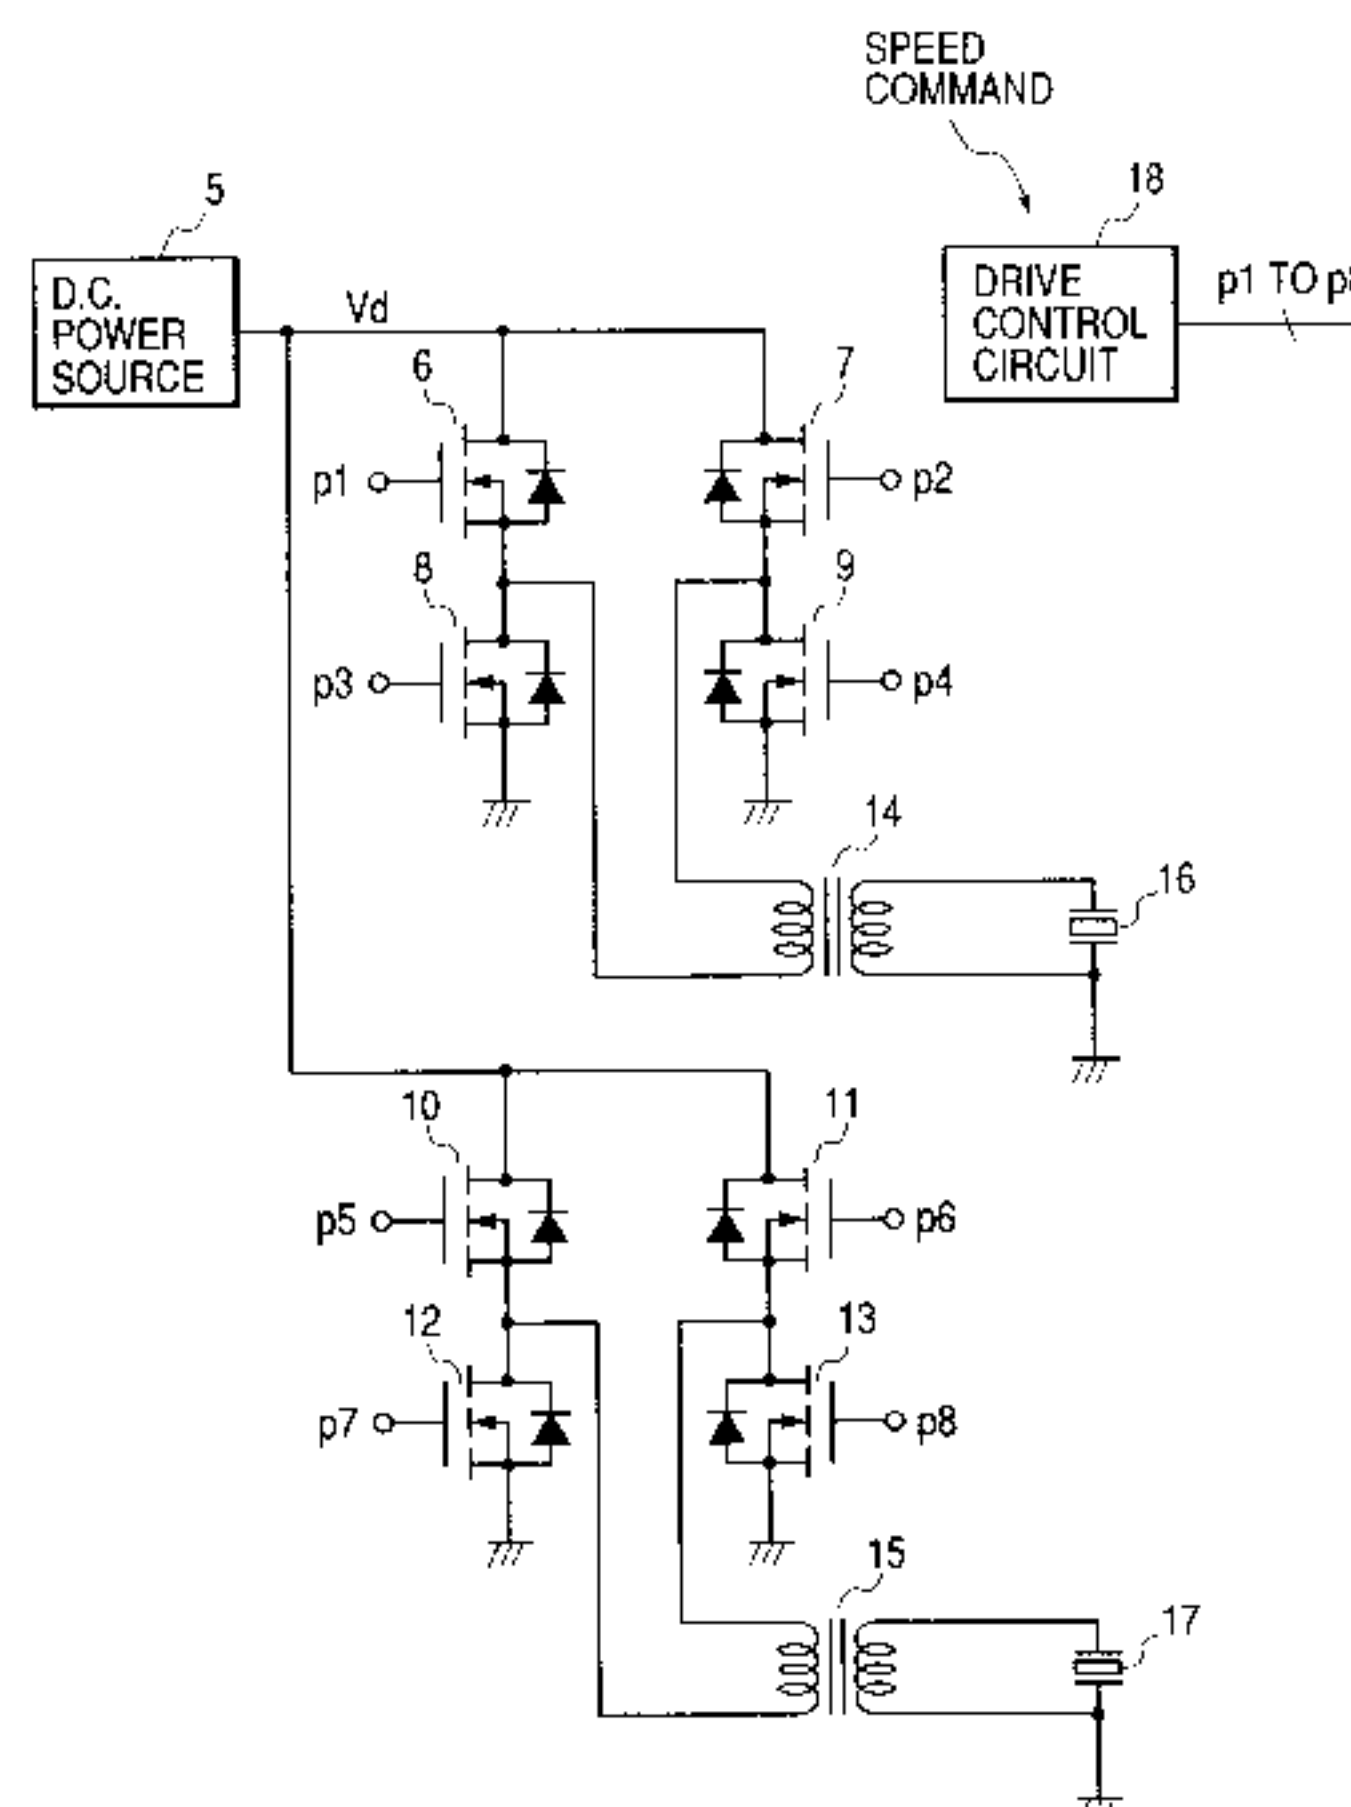 SPEED
COMMAND
5
18
D.C.
POWER
SOURCE
Vd
DRIVE
CONTROL
CIRCUIT
p1 TO
6
7
p1
p2
8
9
p3
p4
14
16
10
11
p5
p6
12
13
p7
p8
15
17